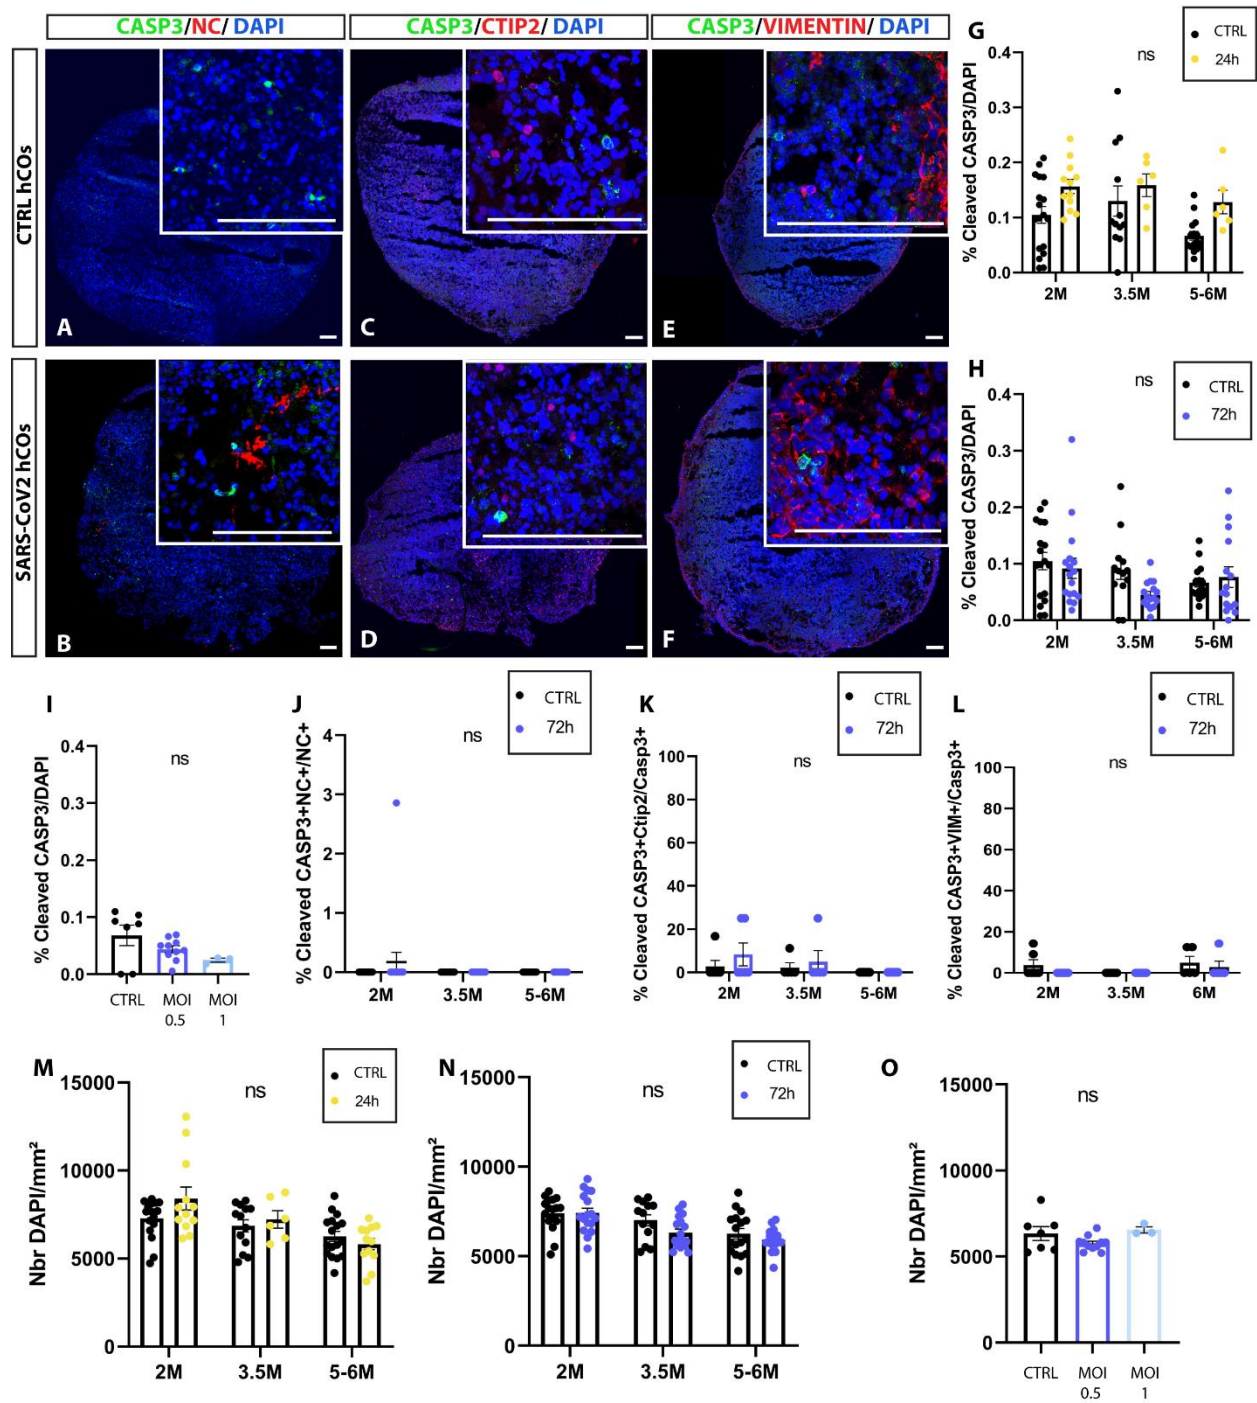 CASP3/NC/ DAPI
CASP3/CTIP2/ DAPI
CASP3/VIMENTIN/ DAPI
CTRL hCOs
SARS-CoV2 hCOs
A
C
E
B
D
F
G
CTRL
24h
ns
% Cleaved CASP3/DAPI
0.4
0.3
0.2
0.1
0.0
2M
3.5M
5-6M
H
CTRL
72h
ns
% Cleaved CASP3/DAPI
0.4
0.3
0.2
0.1
0.0
2M
3.5M
5-6M
I
ns
% Cleaved CASP3/DAPI
0.4
0.3
0.2
0.1
0.0
CTRL
MOI
0.5
MOI
1
J
CTRL
72h
ns
% Cleaved CASP3+NC+/NC+
4
3
2
1
0
2M
3.5M
5-6M
K
CTRL
72h
ns
% Cleaved CASP3+Ctip2/Casp3+
100
80
60
40
20
0
2M
3.5M
5-6M
L
CTRL
72h
ns
% Cleaved CASP3+VIM+/Casp3+
100
80
60
40
20
0
2M
3.5M
6M
M
CTRL
24h
ns
Nbr DAPI/mm²
15000
10000
5000
0
2M
3.5M
5-6M
N
CTRL
72h
ns
Nbr DAPI/mm²
15000
10000
5000
0
2M
3.5M
5-6M
O
ns
Nbr DAPI/mm²
15000
10000
5000
0
CTRL
MOI
0.5
MOI
1